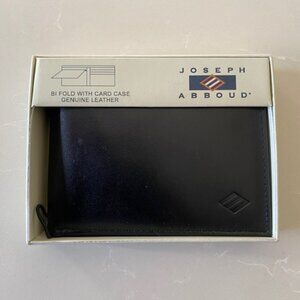 JOSEPH
ABBOUD®
BI FOLD WITH CARD CASE
GENUINE LEATHER